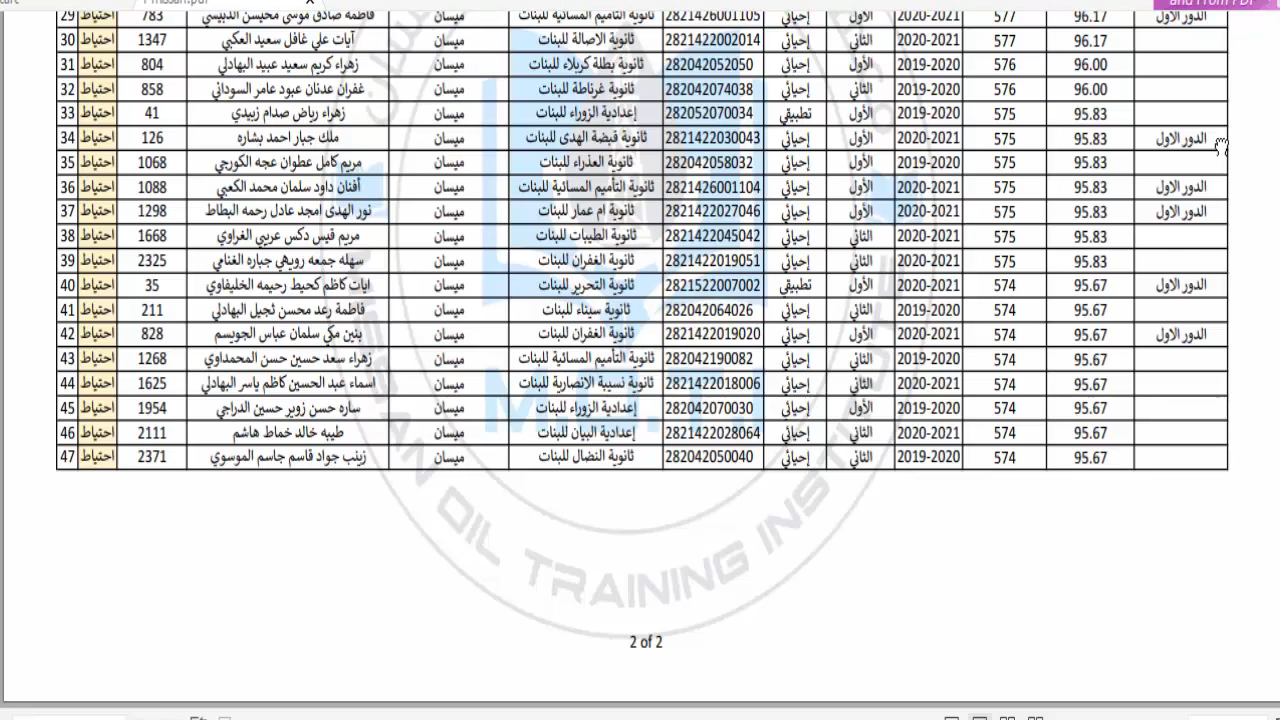 Missan.pdf
and From PDF
29 احتياط 783 فاطمة صادق موسى محيسن الدبيسي ميسان ثانوية التأميم المسائية للبنات 2821426001105 إحيائي الأول 2020-2021 577 96.17 الدور الاول
30 احتياط 1347 آيات علي غافل سعيد العكبي ميسان ثانوية الاصالة للبنات 2821422002014 إحيائي الثاني 2020-2021 577 96.17
31 احتياط 804 زهراء كريم سعيد عبيد البهادلي ميسان ثانوية بطلة كربلاء للبنات 282042052050 إحيائي الأول 2019-2020 576 96.00
32 احتياط 858 غفران عدنان عبود عامر السوداني ميسان ثانوية غرناطة للبنات 282042074038 إحيائي الثاني 2019-2020 576 96.00
33 احتياط 41 زهراء رياض صدام زبيدي ميسان إعدادية الزوراء للبنات 282052070034 تطبيقي الأول 2019-2020 575 95.83
34 احتياط 126 ملك جبار احمد بشاره ميسان ثانوية قبضة الهدى للبنات 2821422030043 إحيائي الأول 2020-2021 575 95.83 الدور الاول
35 احتياط 1068 مريم كامل عطوان عجه الكورجي ميسان ثانوية العذراء للبنات 282042058032 إحيائي الأول 2019-2020 575 95.83
36 احتياط 1088 أفنان داود سلمان محمد الكعبي ميسان ثانوية التأميم المسائية للبنات 2821426001104 إحيائي الأول 2020-2021 575 95.83 الدور الاول
37 احتياط 1298 نور الهدى امجد عادل رحمه البطاط ميسان ثانوية ام عمار للبنات 2821422027046 إحيائي الأول 2020-2021 575 95.83 الدور الاول
38 احتياط 1668 مريم قيس دكس عريبي الغراوي ميسان ثانوية الطيبات للبنات 2821422045042 إحيائي الثاني 2020-2021 575 95.83
39 احتياط 2325 سهله جمعه رويهي جباره الغنامي ميسان ثانوية الغفران للبنات 2821422019051 إحيائي الثاني 2020-2021 575 95.83
40 احتياط 35 ايات كاظم كحيط رحيمه الخليفاوي ميسان ثانوية التحرير للبنات 2821522007002 تطبيقي الأول 2020-2021 574 95.67 الدور الاول
41 احتياط 211 فاطمة رعد محسن ثجيل البهادلي ميسان ثانوية سيناء للبنات 282042064026 إحيائي الثاني 2019-2020 574 95.67
42 احتياط 828 بنين مكي سلمان عباس الجويسم ميسان ثانوية الغفران للبنات 2821422019020 إحيائي الأول 2020-2021 574 95.67 الدور الاول
43 احتياط 1268 زهراء سعد حسين حسن المحمداوي ميسان ثانوية التأميم المسائية للبنات 282042190082 إحيائي الثاني 2019-2020 574 95.67
44 احتياط 1625 اسماء عبد الحسين كاظم ياسر البهادلي ميسان ثانوية نسيبة الانصارية للبنات 2821422018006 إحيائي الثاني 2020-2021 574 95.67
45 احتياط 1954 ساره حسن زوير حسين الدراجي ميسان إعدادية الزوراء للبنات 282042070030 إحيائي الأول 2019-2020 574 95.67
46 احتياط 2111 طيبه خالد خماط هاشم ميسان إعدادية البيان للبنات 2821422028064 إحيائي الثاني 2020-2021 574 95.67
47 احتياط 2371 زينب جواد قاسم جاسم الموسوي ميسان ثانوية النضال للبنات 282042050040 إحيائي الثاني 2019-2020 574 95.67
M.O.T.I
MISSAN OIL TRAINING INSTITUTE
2 of 2